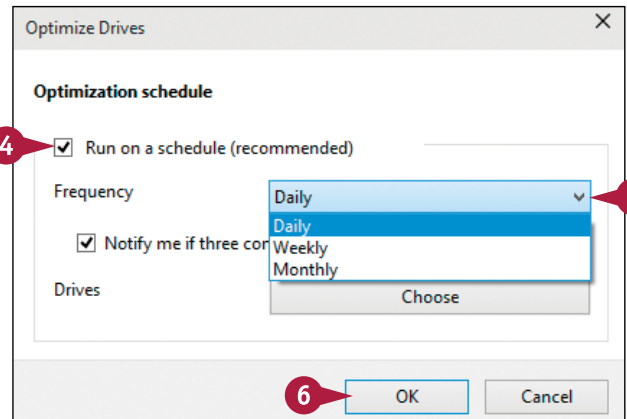 Optimize Drives
Optimization schedule
4
Run on a schedule (recommended)
Frequency
Daily
Daily
Notify me if three
Weekly
Monthly
Drives
Choose
6
OK
Cancel